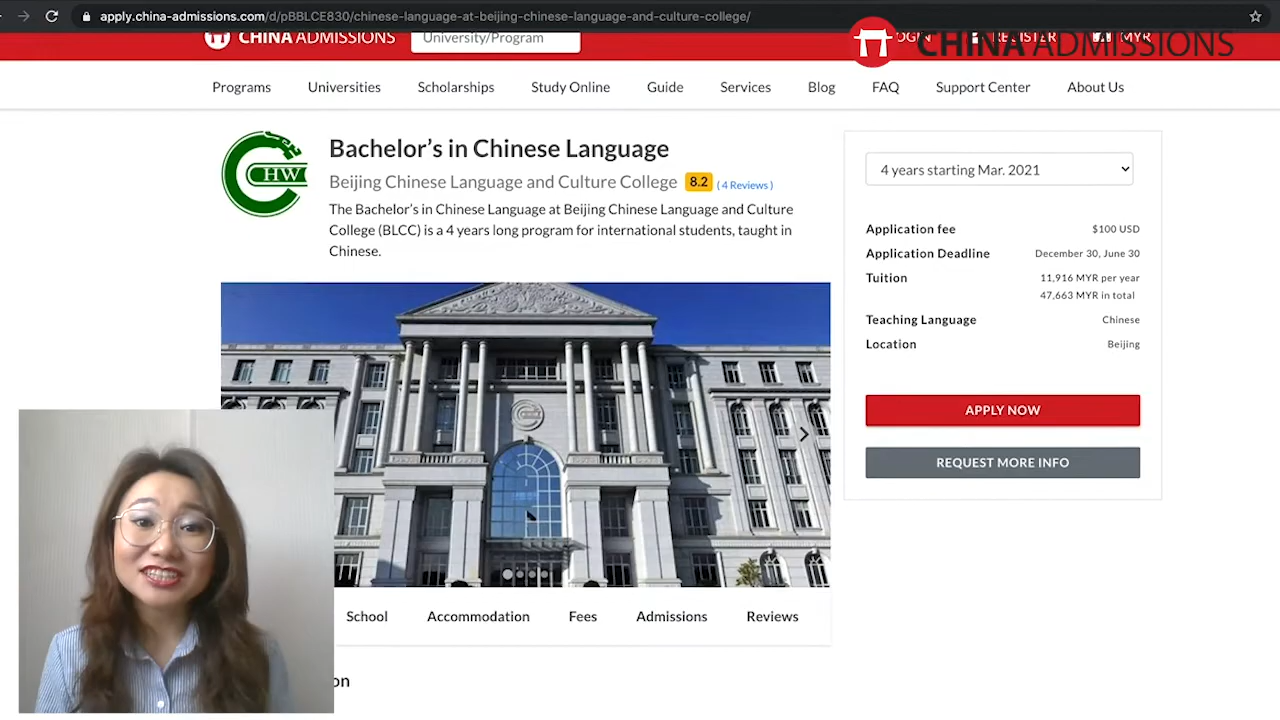 apply.china-admissions.com/d/pBBLCE830/chinese-language-at-beijing-chinese-language-and-culture-college/
CHINA ADMISSIONS
University/Program
REGISTER
MYR
CHINA ADMISSIONS
Programs
Universities
Scholarships
Study Online
Guide
Services
Blog
FAQ
Support Center
About Us
CHW
Bachelor's in Chinese Language
Beijing Chinese Language and Culture College 8.2 ( 4 Reviews )
The Bachelor's in Chinese Language at Beijing Chinese Language and Culture
College (BLCC) is a 4 years long program for international students, taught in
Chinese.
4 years starting Mar. 2021
Application fee $100 USD
Application Deadline December 30, June 30
Tuition 11,916 MYR per year
47,663 MYR in total
Teaching Language Chinese
Location Beijing
APPLY NOW
REQUEST MORE INFO
School
Accommodation
Fees
Admissions
Reviews